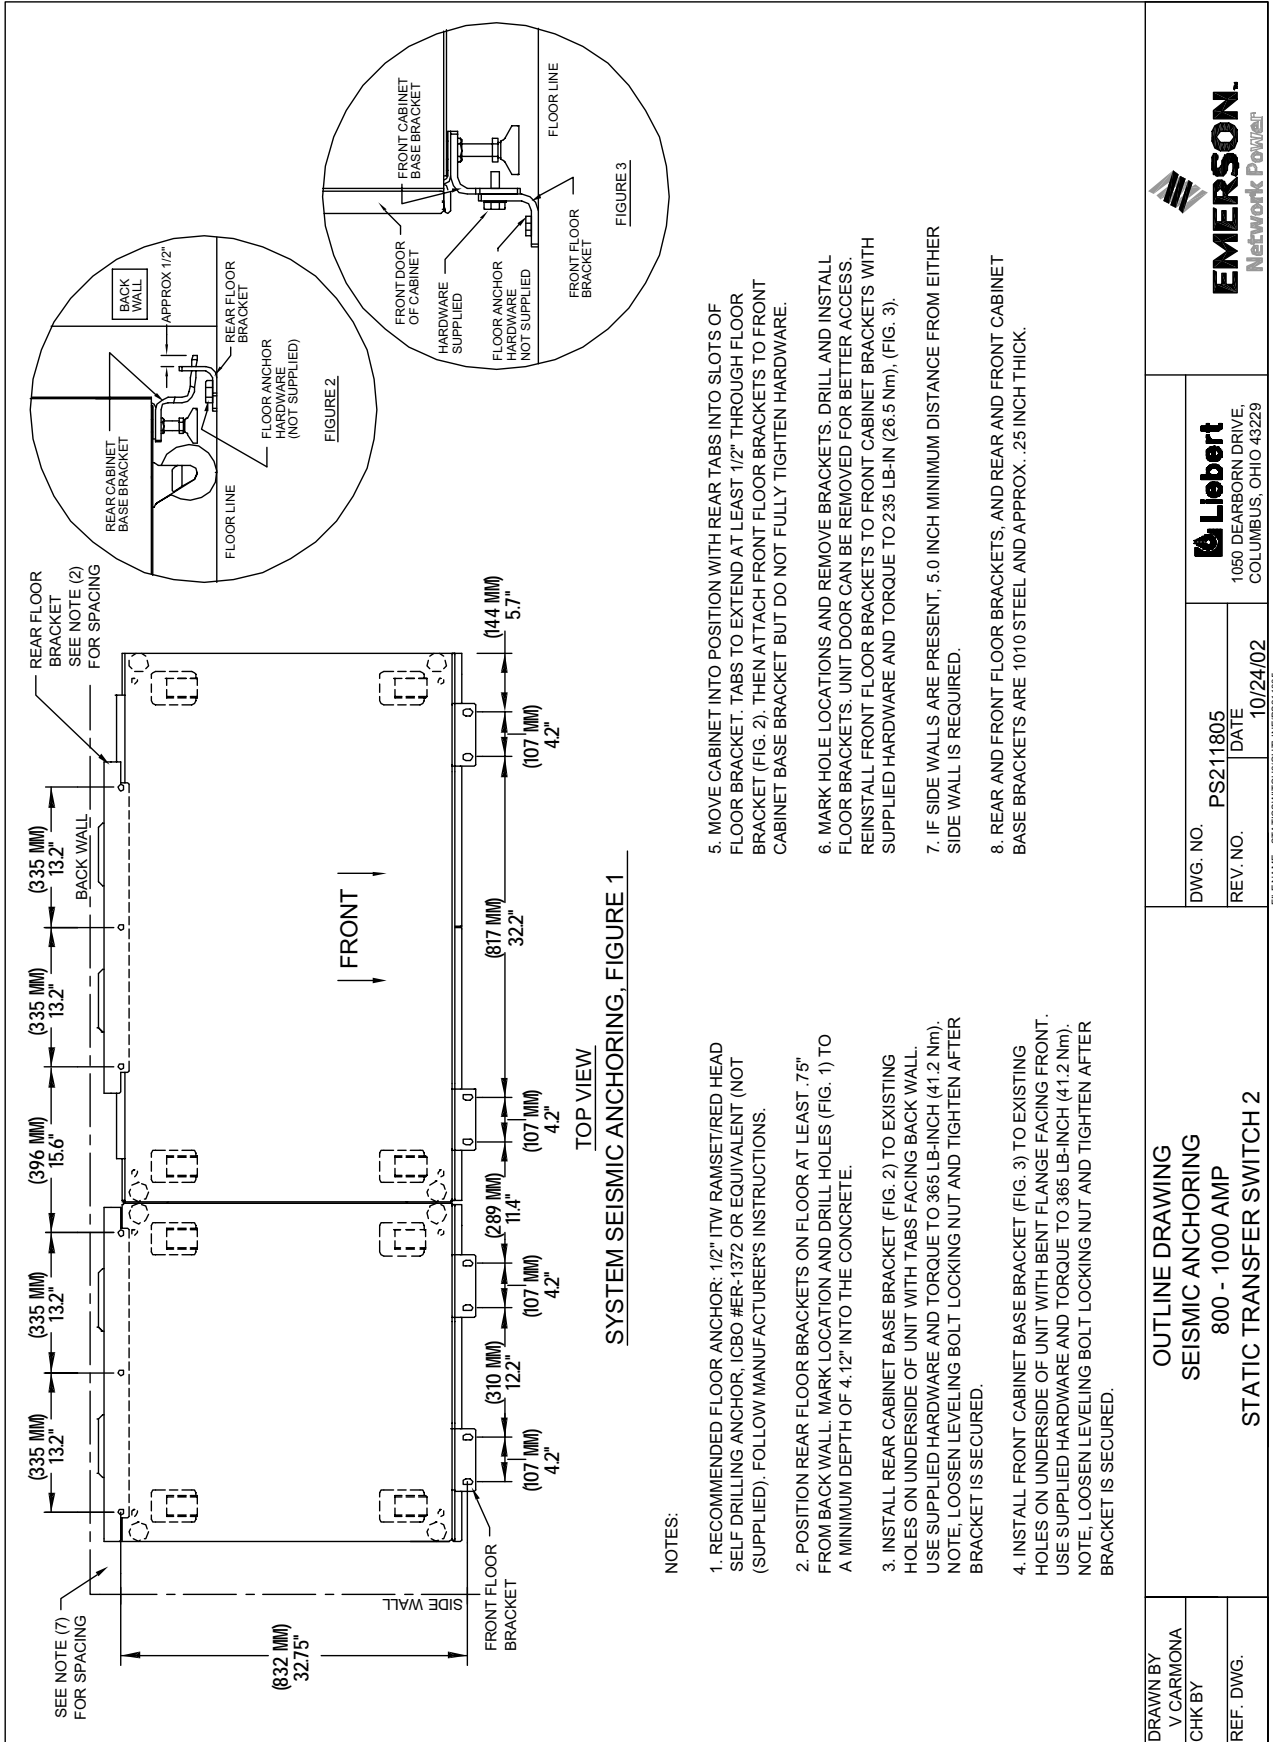 SEE NOTE (7)
FOR SPACING
(335 MM)
13.2"
(335 MM)
13.2"
(396 MM)
15.6"
(335 MM)
13.2"
(335 MM)
13.2"
BACK WALL
REAR FLOOR
BRACKET
SEE NOTE (2)
FOR SPACING
(832 MM)
32.75"
SIDE WALL
FRONT FLOOR
BRACKET
(107 MM)
4.2"
(310 MM)
12.2"
(107 MM)
4.2"
(289 MM)
11.4"
(107 MM)
4.2"
(817 MM)
32.2"
(107 MM)
4.2"
(144 MM)
5.7"
FRONT
TOP VIEW
SYSTEM SEISMIC ANCHORING, FIGURE 1
REAR CABINET
BASE BRACKET
BACK
WALL
APPROX 1/2"
FLOOR LINE
FLOOR ANCHOR
HARDWARE
(NOT SUPPLIED)
REAR FLOOR
BRACKET
FIGURE 2
FRONT DOOR
OF CABINET
FRONT CABINET
BASE BRACKET
HARDWARE
SUPPLIED
FLOOR ANCHOR
HARDWARE
NOT SUPPLIED
FLOOR LINE
FRONT FLOOR
BRACKET
FIGURE 3
NOTES:
1. RECOMMENDED FLOOR ANCHOR: 1/2" ITW RAMSET/RED HEAD
SELF DRILLING ANCHOR, ICBO #ER-1372 OR EQUIVALENT (NOT
(SUPPLIED). FOLLOW MANUFACTURER'S INSTRUCTIONS.
2. POSITION REAR FLOOR BRACKETS ON FLOOR AT LEAST .75"
FROM BACK WALL. MARK LOCATION AND DRILL HOLES (FIG. 1) TO
A MINIMUM DEPTH OF 4.12" INTO THE CONCRETE.
3. INSTALL REAR CABINET BASE BRACKET (FIG. 2) TO EXISTING
HOLES ON UNDERSIDE OF UNIT WITH TABS FACING BACK WALL.
USE SUPPLIED HARDWARE AND TORQUE TO 365 LB-INCH (41.2 Nm).
NOTE, LOOSEN LEVELING BOLT LOCKING NUT AND TIGHTEN AFTER
BRACKET IS SECURED.
4. INSTALL FRONT CABINET BASE BRACKET (FIG. 3) TO EXISTING
HOLES ON UNDERSIDE OF UNIT WITH BENT FLANGE FACING FRONT.
USE SUPPLIED HARDWARE AND TORQUE TO 365 LB-INCH (41.2 Nm).
NOTE, LOOSEN LEVELING BOLT LOCKING NUT AND TIGHTEN AFTER
BRACKET IS SECURED.
5. MOVE CABINET INTO POSITION WITH REAR TABS INTO SLOTS OF
FLOOR BRACKET. TABS TO EXTEND AT LEAST 1/2" THROUGH FLOOR
BRACKET (FIG. 2). THEN ATTACH FRONT FLOOR BRACKETS TO FRONT
CABINET BASE BRACKET BUT DO NOT FULLY TIGHTEN HARDWARE.
6. MARK HOLE LOCATIONS AND REMOVE BRACKETS. DRILL AND INSTALL
FLOOR BRACKETS. UNIT DOOR CAN BE REMOVED FOR BETTER ACCESS.
REINSTALL FRONT FLOOR BRACKETS TO FRONT CABINET BRACKETS WITH
SUPPLIED HARDWARE AND TORQUE TO 235 LB-IN (26.5 Nm), (FIG. 3).
7. IF SIDE WALLS ARE PRESENT, 5.0 INCH MINIMUM DISTANCE FROM EITHER
SIDE WALL IS REQUIRED.
8. REAR AND FRONT FLOOR BRACKETS, AND REAR AND FRONT CABINET
BASE BRACKETS ARE 1010 STEEL AND APPROX. .25 INCH THICK.
DRAWN BY
V CARMONA
CHK BY
REF. DWG.
OUTLINE DRAWING
SEISMIC ANCHORING
800 - 1000 AMP
STATIC TRANSFER SWITCH 2
DWG. NO.
PS211805
REV. NO.
DATE
10/24/02
Liebert
1050 DEARBORN DRIVE,
COLUMBUS, OHIO 43229
EMERSON™
Network Power